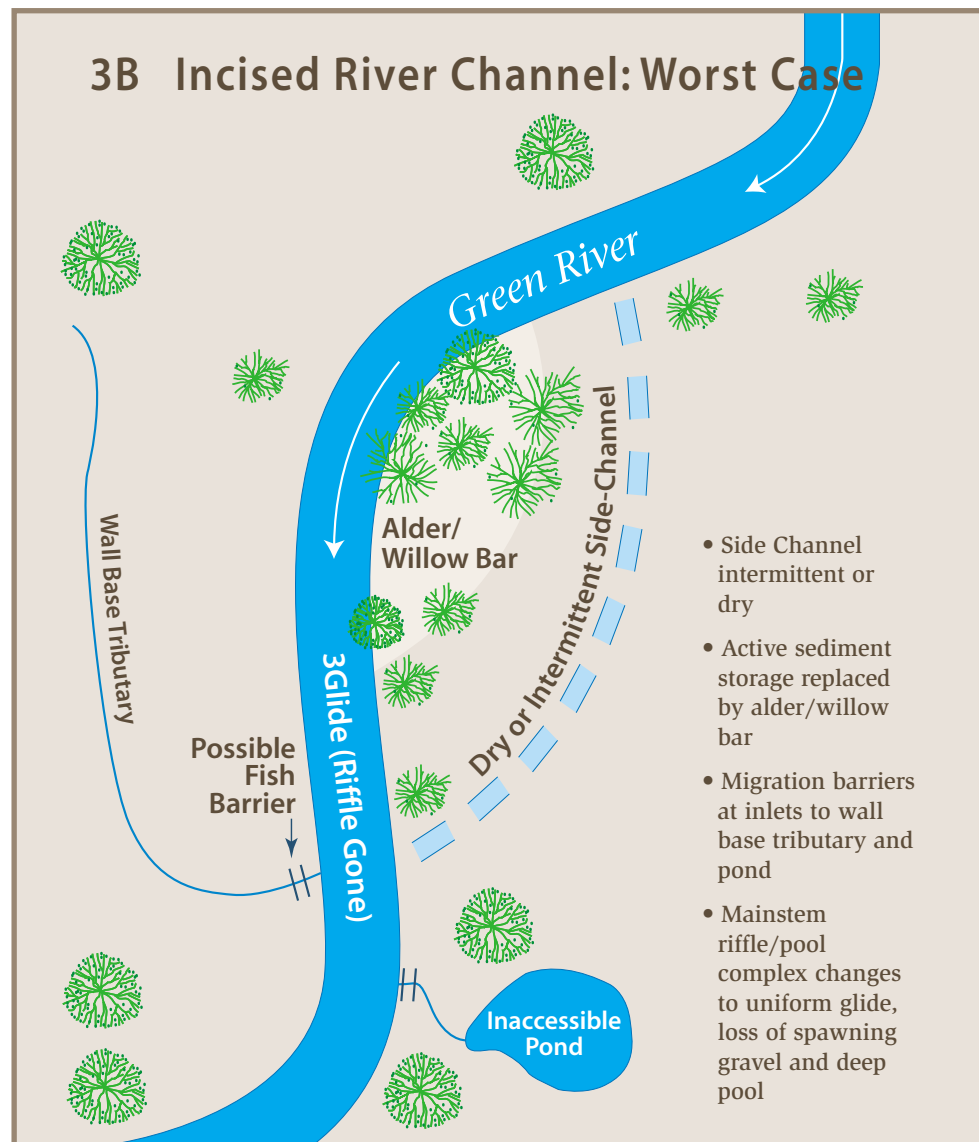 3B Incised River Channel: Worst Case
Green River
Wall Base Tributary
Alder/
Willow Bar
Dry or Intermittent Side-Channel
3Glide (Riffle Gone)
Possible
Fish
Barrier
Inaccessible
Pond
• Side Channel
intermittent or
dry
• Active sediment
storage replaced
by alder/willow
bar
• Migration barriers
at inlets to wall
base tributary and
pond
• Mainstem
riffle/pool
complex changes
to uniform glide,
loss of spawning
gravel and deep
pool